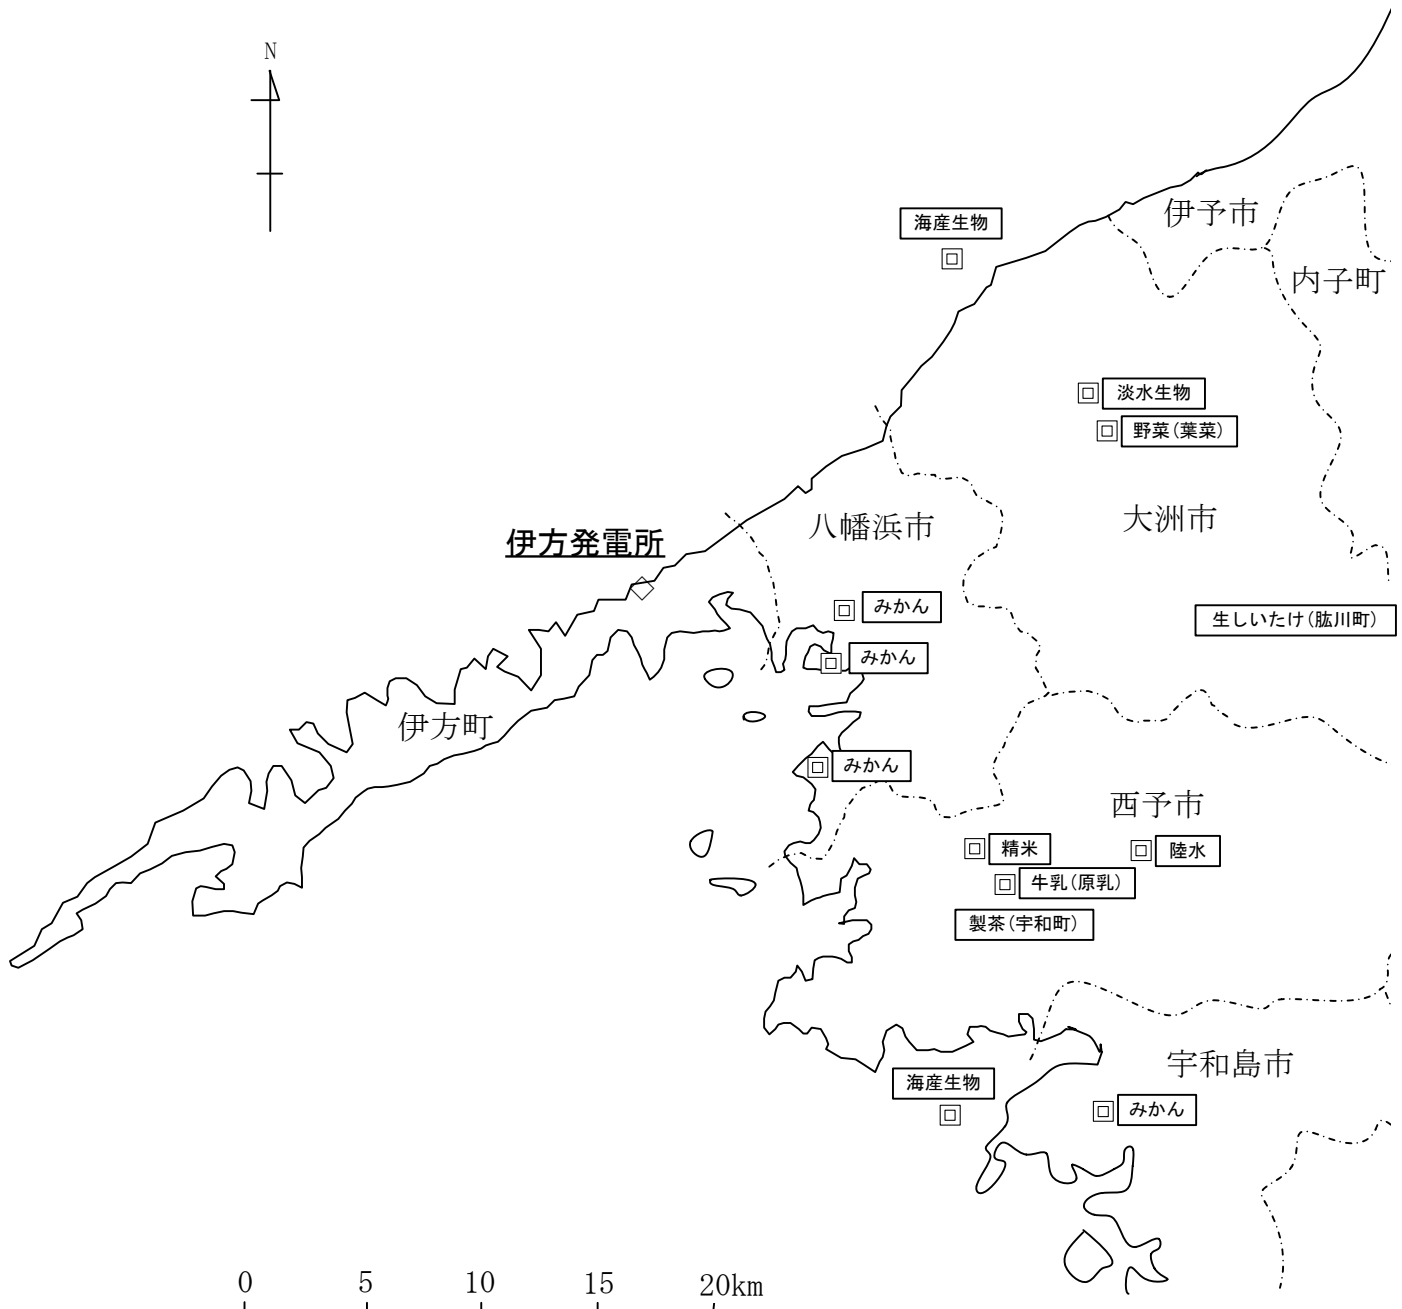 N
伊予市
海産生物
内子町
淡水生物
野菜(葉菜)
八幡浜市
大洲市
伊方発電所
みかん
生しいたけ(肱川町)
みかん
伊方町
みかん
西予市
精米
陸水
牛乳(原乳)
製茶(宇和町)
宇和島市
海産生物
みかん
0 5 10 15 20km